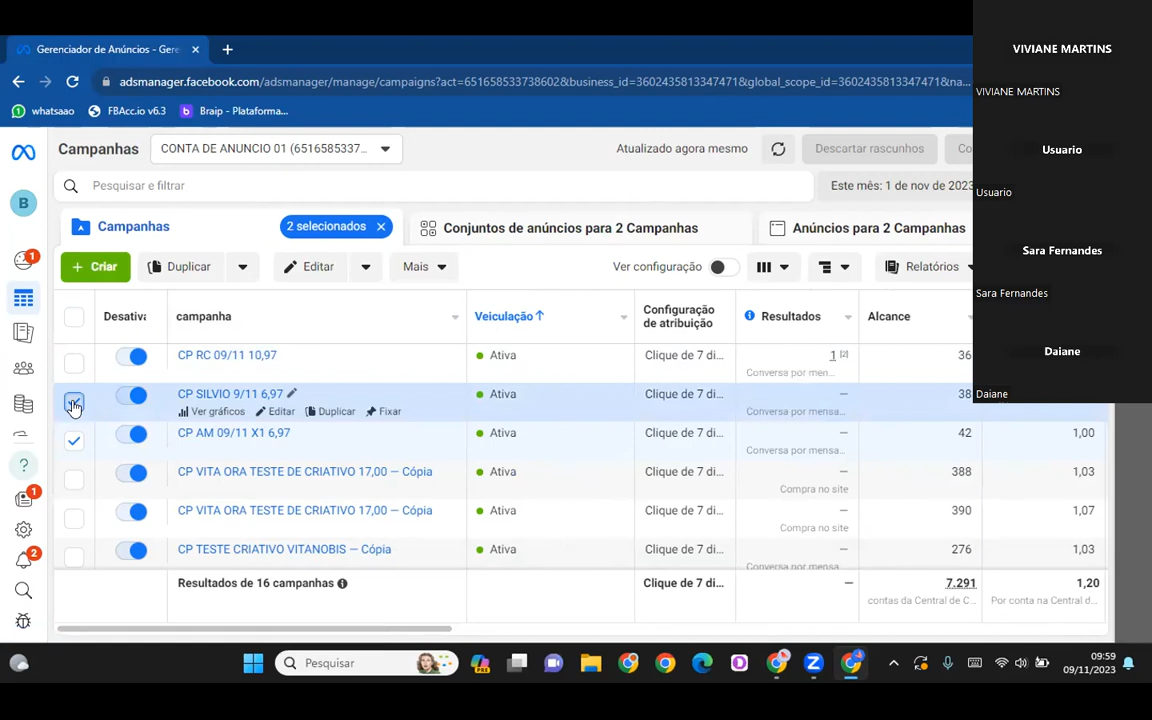 VIVIANE MARTINS
VIVIANE MARTINS
Usuario
Usuario
Sara Fernandes
Sara Fernandes
Daiane
Daiane
Gerenciador de Anúncios - Gere
adsmanager.facebook.com/adsmanager/manage/campaigns?act=651658533738602&business_id=3602435813347471&global_scope_id=3602435813347471&na...
whatsaao
FBAcc.io v6.3
Braip - Plataforma...
Campanhas
CONTA DE ANUNCIO 01 (6516585337...
Atualizado agora mesmo
Descartar rascunhos
Co
B
Pesquisar e filtrar
Este mês: 1 de nov de 2023
Campanhas
2 selecionados
Conjuntos de anúncios para 2 Campanhas
Anúncios para 2 Campanhas
1
+ Criar
Duplicar
Editar
Mais
Ver configuração
Relatórios
Desativa
campanha
Veiculação
Configuração de atribuição
Resultados
Alcance
CP RC 09/11 10,97
Ativa
Clique de 7 di...
1 [2]
Conversa por men...
36
CP SILVIO 9/11 6,97
Ver gráficos
Editar
Duplicar
Fixar
Ativa
Clique de 7 di...
—
Conversa por mensa...
38
CP AM 09/11 X1 6,97
Ativa
Clique de 7 di...
—
Conversa por mensa...
42
1,00
CP VITA ORA TESTE DE CRIATIVO 17,00 — Cópia
Ativa
Clique de 7 di...
—
Compra no site
388
1,03
CP VITA ORA TESTE DE CRIATIVO 17,00 — Cópia
Ativa
Clique de 7 di...
—
Compra no site
390
1,07
CP TESTE CRIATIVO VITANOBIS — Cópia
Ativa
Clique de 7 di...
—
Conversa por mensa...
276
1,03
Resultados de 16 campanhas
Clique de 7 di...
—
7.291
contas da Central de C...
1,20
Por conta na Central d...
?
1
2
Pesquisar
09:59
09/11/2023